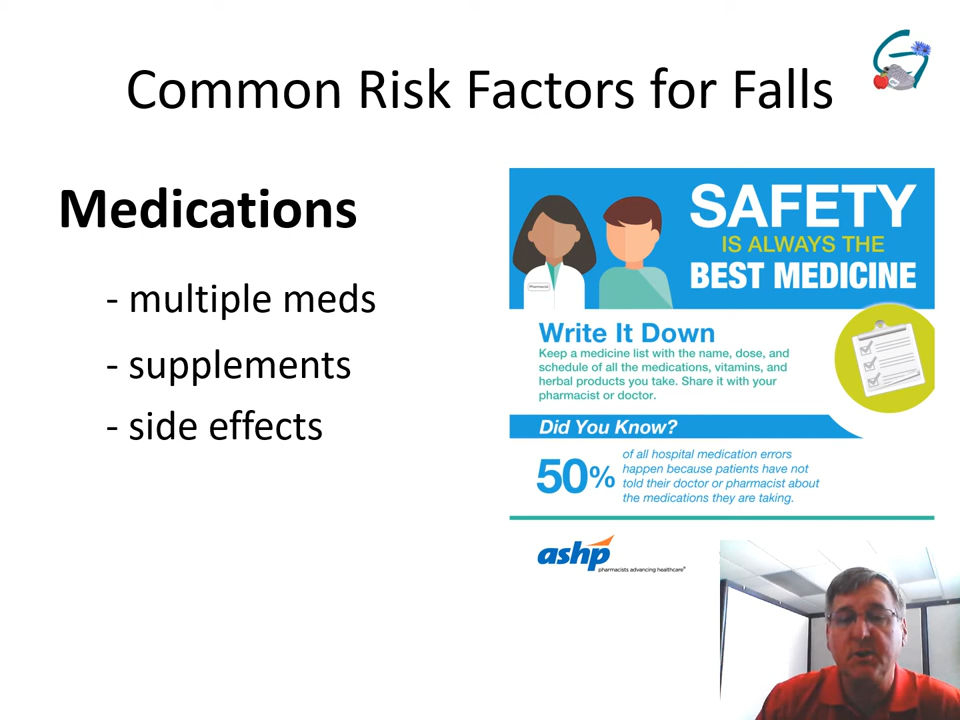 Common Risk Factors for Falls
Medications
- multiple meds
- supplements
- side effects
SAFETY
IS ALWAYS THE
BEST MEDICINE
Pharmacist
Write It Down
Keep a medicine list with the name, dose, and
schedule of all the medications, vitamins, and
herbal products you take. Share it with your
pharmacist or doctor.
Did You Know?
50%
of all hospital medication errors
happen because patients have not
told their doctor or pharmacist about
the medications they are taking.
ashp
pharmacists advancing healthcare®